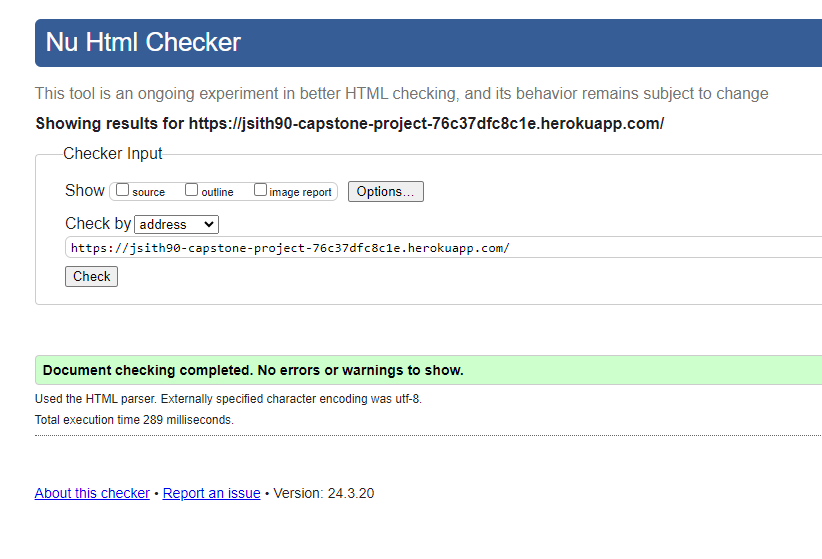 Nu Html Checker
This tool is an ongoing experiment in better HTML checking, and its behavior remains subject to change
Showing results for https://jsith90-capstone-project-76c37dfc8c1e.herokuapp.com/
Checker Input
Show source outline image report Options...
Check by address
https://jsith90-capstone-project-76c37dfc8c1e.herokuapp.com/
Check
Document checking completed. No errors or warnings to show.
Used the HTML parser. Externally specified character encoding was utf-8.
Total execution time 289 milliseconds.
About this checker • Report an issue • Version: 24.3.20